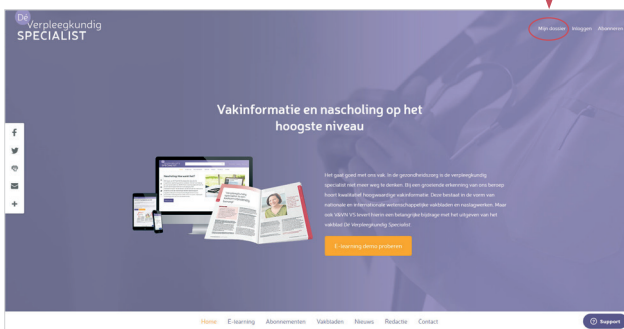 De
Verpleegkundig
SPECIALIST
Mijn dossier Inloggen Abonneren
Vakinformatie en nascholing op het
hoogste niveau
Het gaat goed met ons vak. In de gezondheidszorg is de verpleegkundig
specialist niet meer weg te denken. Bij een groeiende erkenning van ons beroep
hoort kwalitatief hoogwaardige vakinformatie. Deze bestaat in de vorm van
nationale en internationale wetenschappelijke vakbladen en naslagwerken. Maar
ook V&VN VS levert hierin een belangrijke bijdrage met het uitgeven van het
vakblad De Verpleegkundig Specialist.
E-learning demo proberen
Home E-learning Abonnementen Vakbladen Nieuws Redactie Contact
Support